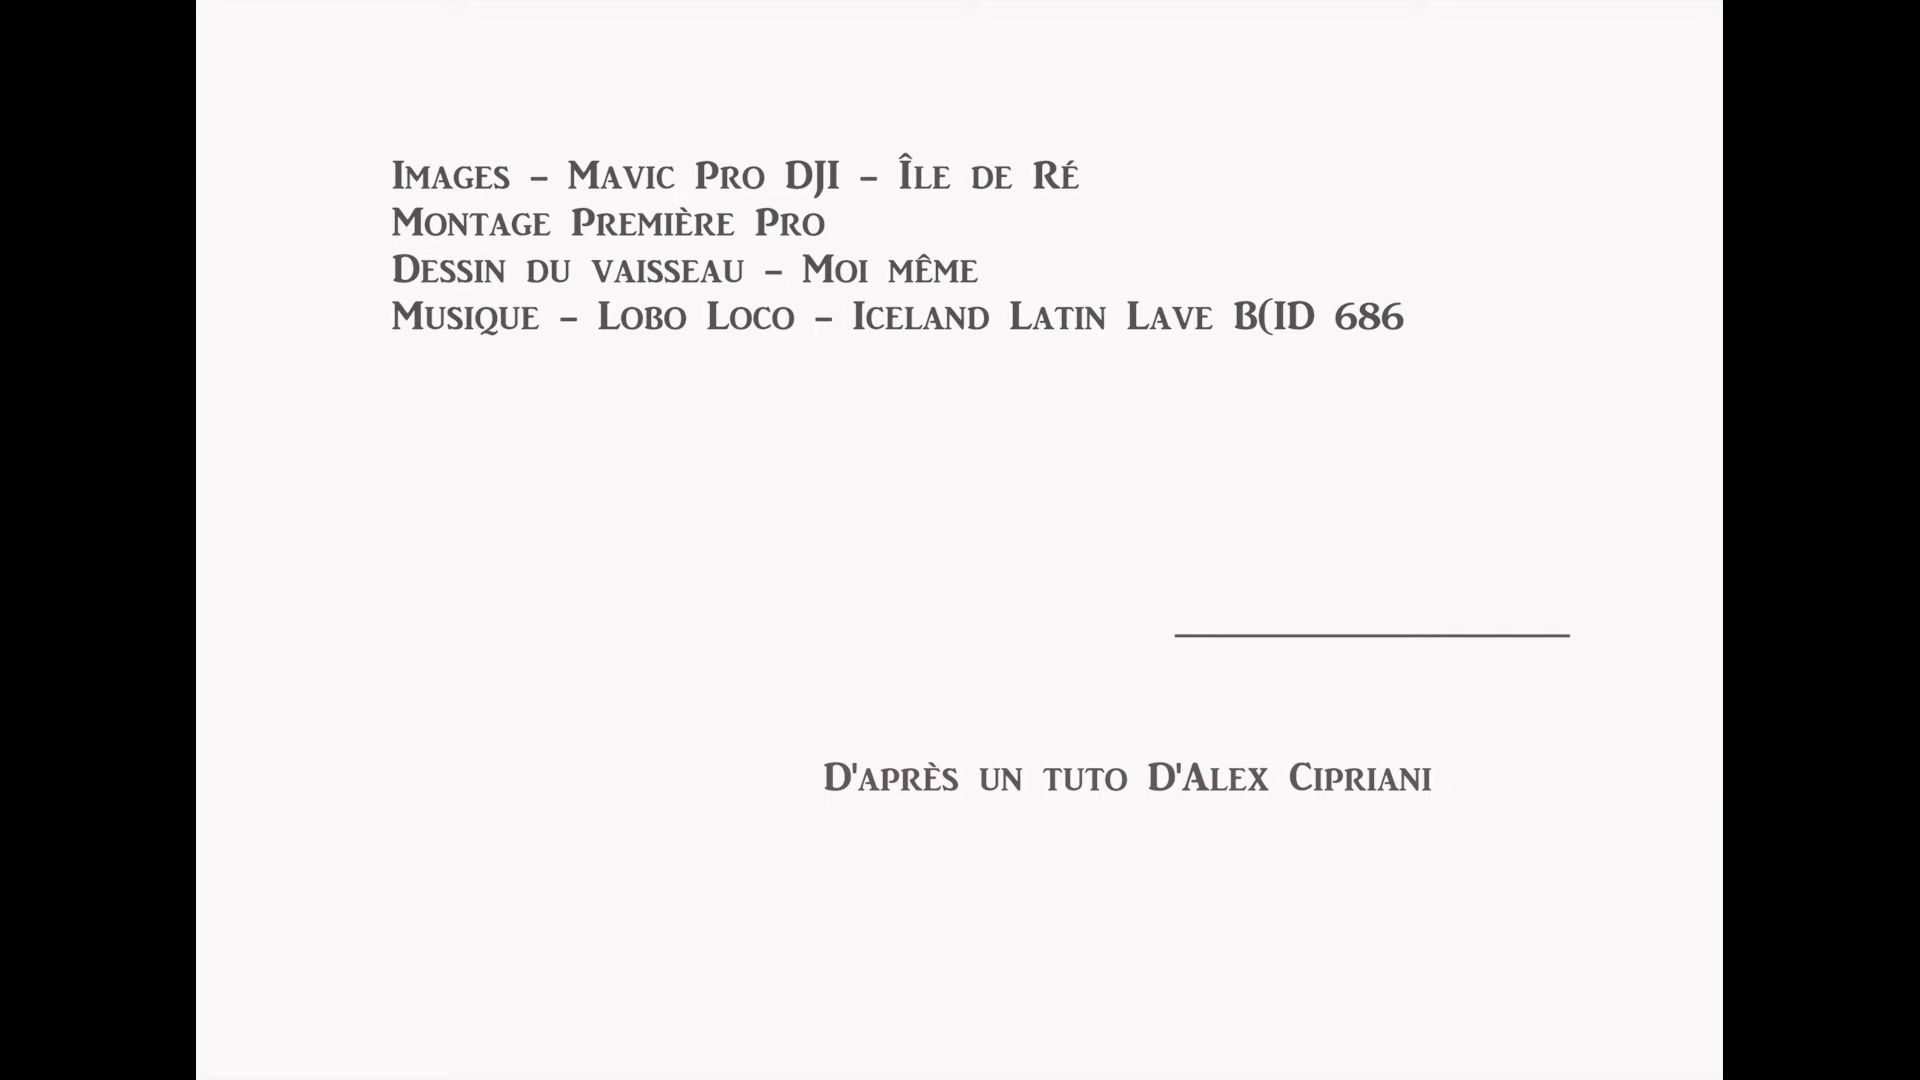 Images – Mavic Pro DJI – Île de Ré
Montage Première Pro
Dessin du vaisseau – Moi même
Musique – Lobo Loco – Iceland Latin Lave B(ID 686
D'après un tuto D'Alex Cipriani